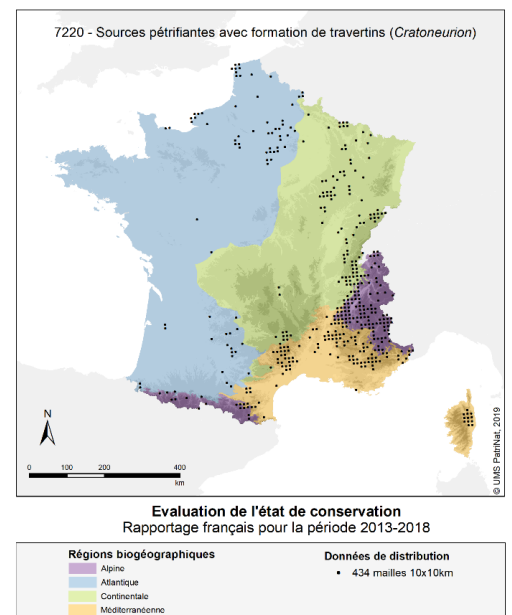 7220 - Sources pétrifiantes avec formation de travertins (Cratoneurion)
N
0 100 200 400
km
© UMS PatriNat, 2019
Evaluation de l'état de conservation
Rapportage français pour la période 2013-2018
Régions biogéographiques
Alpine
Atlantique
Continentale
Méditerranéenne
Données de distribution
434 mailles 10x10km